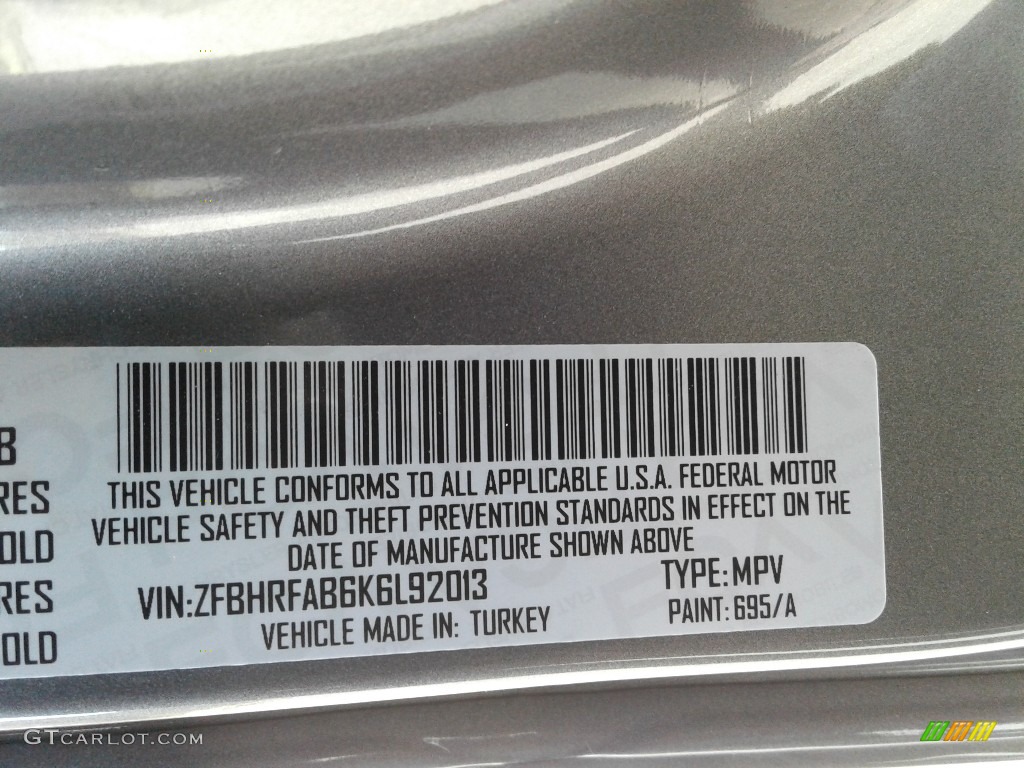 B
RES
OLD
RES
OLD
THIS VEHICLE CONFORMS TO ALL APPLICABLE U.S.A. FEDERAL MOTOR
VEHICLE SAFETY AND THEFT PREVENTION STANDARDS IN EFFECT ON THE
DATE OF MANUFACTURE SHOWN ABOVE
VIN:ZFBHRFAB6K6L92013
TYPE:MPV
VEHICLE MADE IN: TURKEY
PAINT: 695/A
GTCARLOT.COM